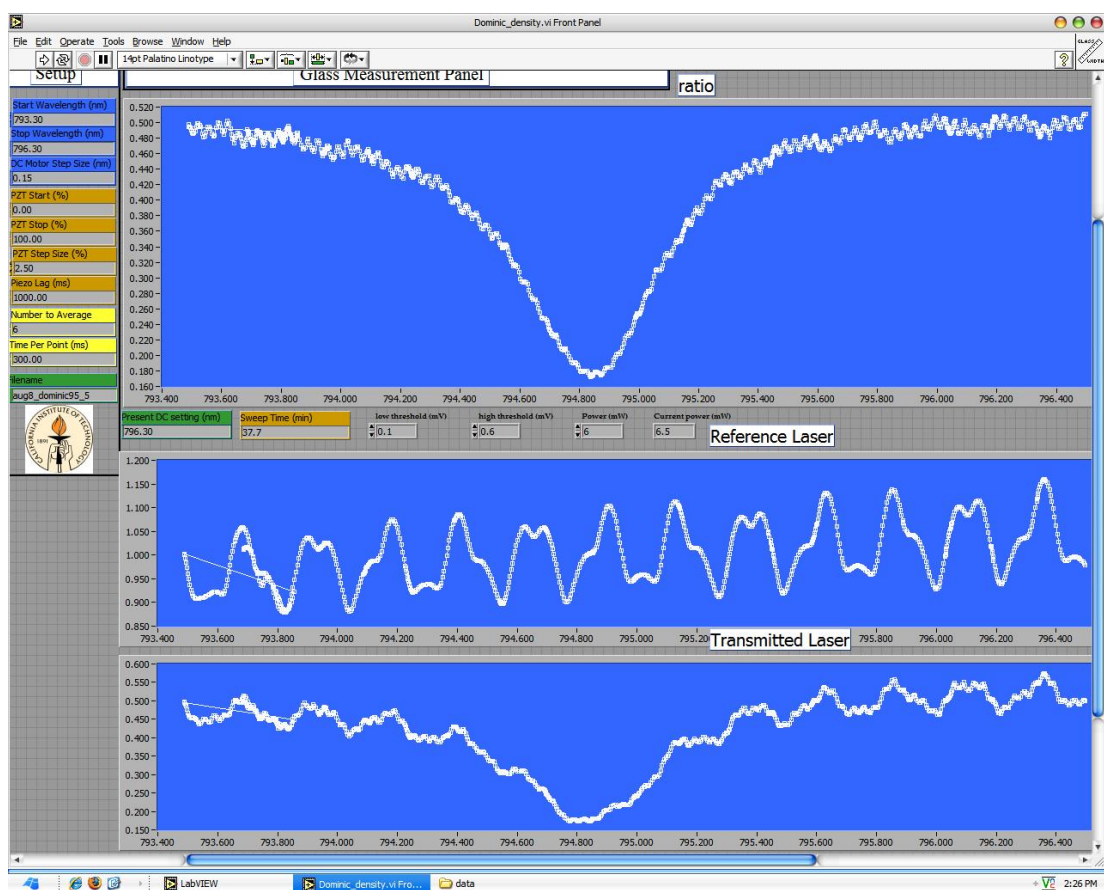 Dominic_density.vi Front Panel
File Edit Operate Tools Browse Window Help
14pt Palatino Linotype
?
GLASS
WIDTH
Setup
Glass Measurement Panel
ratio
Start Wavelength (nm)
793.30
Stop Wavelength (nm)
796.30
DC Motor Step Size (nm)
0.15
PZT Start (%)
0.00
PZT Stop (%)
100.00
PZT Step Size (%)
2.50
Piezo Lag (ms)
1000.00
Number to Average
6
Time Per Point (ms)
300.00
filename
aug8_dominic95_5
CALIFORNIA INSTITUTE OF TECHNOLOGY
1891
0.520
0.500
0.480
0.460
0.440
0.420
0.400
0.380
0.360
0.340
0.320
0.300
0.280
0.260
0.240
0.220
0.200
0.180
0.160
793.400 793.600 793.800 794.000 794.200 794.400 794.600 794.800 795.000 795.200 795.400 795.600 795.800 796.000 796.200 796.400
Present DC setting (nm)
796.30
Sweep Time (min)
37.7
low threshold (mV)
0.1
high threshold (mV)
0.6
Power (mW)
6
Current power (mW)
6.5
Reference Laser
1.200
1.150
1.100
1.050
1.000
0.950
0.900
0.850
793.400 793.600 793.800 794.000 794.200 794.400 794.600 794.800 795.000 795.20 795.800 796.000 796.200 796.400
Transmitted Laser
0.600
0.550
0.500
0.450
0.400
0.350
0.300
0.250
0.200
0.150
793.400 793.600 793.800 794.000 794.200 794.400 794.600 794.800 795.000 795.200 795.400 795.600 795.800 796.000 796.200 796.400
LabVIEW
Dominic_density.vi Fro...
data
2:26 PM